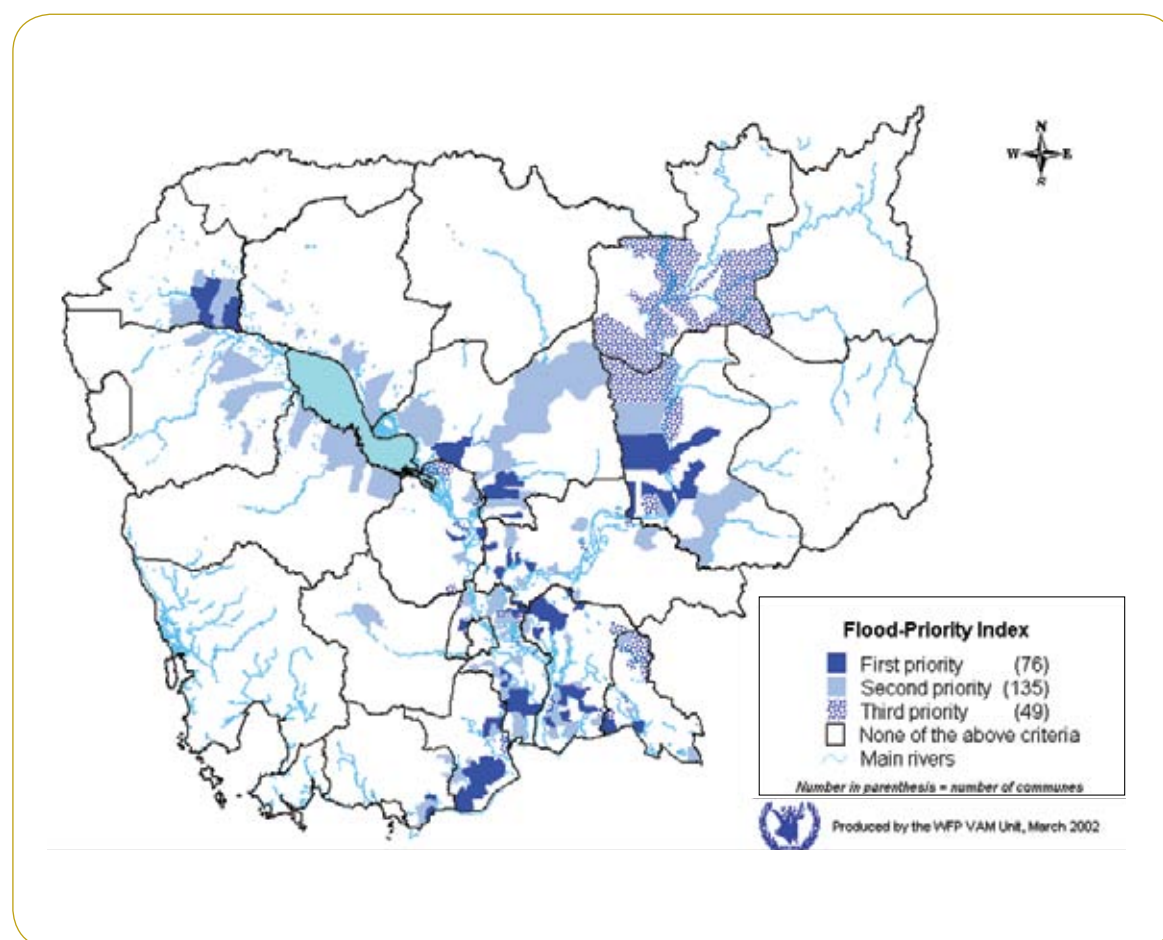 N
W E
S
Flood-Priority Index
First priority (76)
Second priority (135)
Third priority (49)
None of the above criteria
Main rivers
Number in parenthesis = number of communes
Produced by the WFP VAM Unit, March 2002